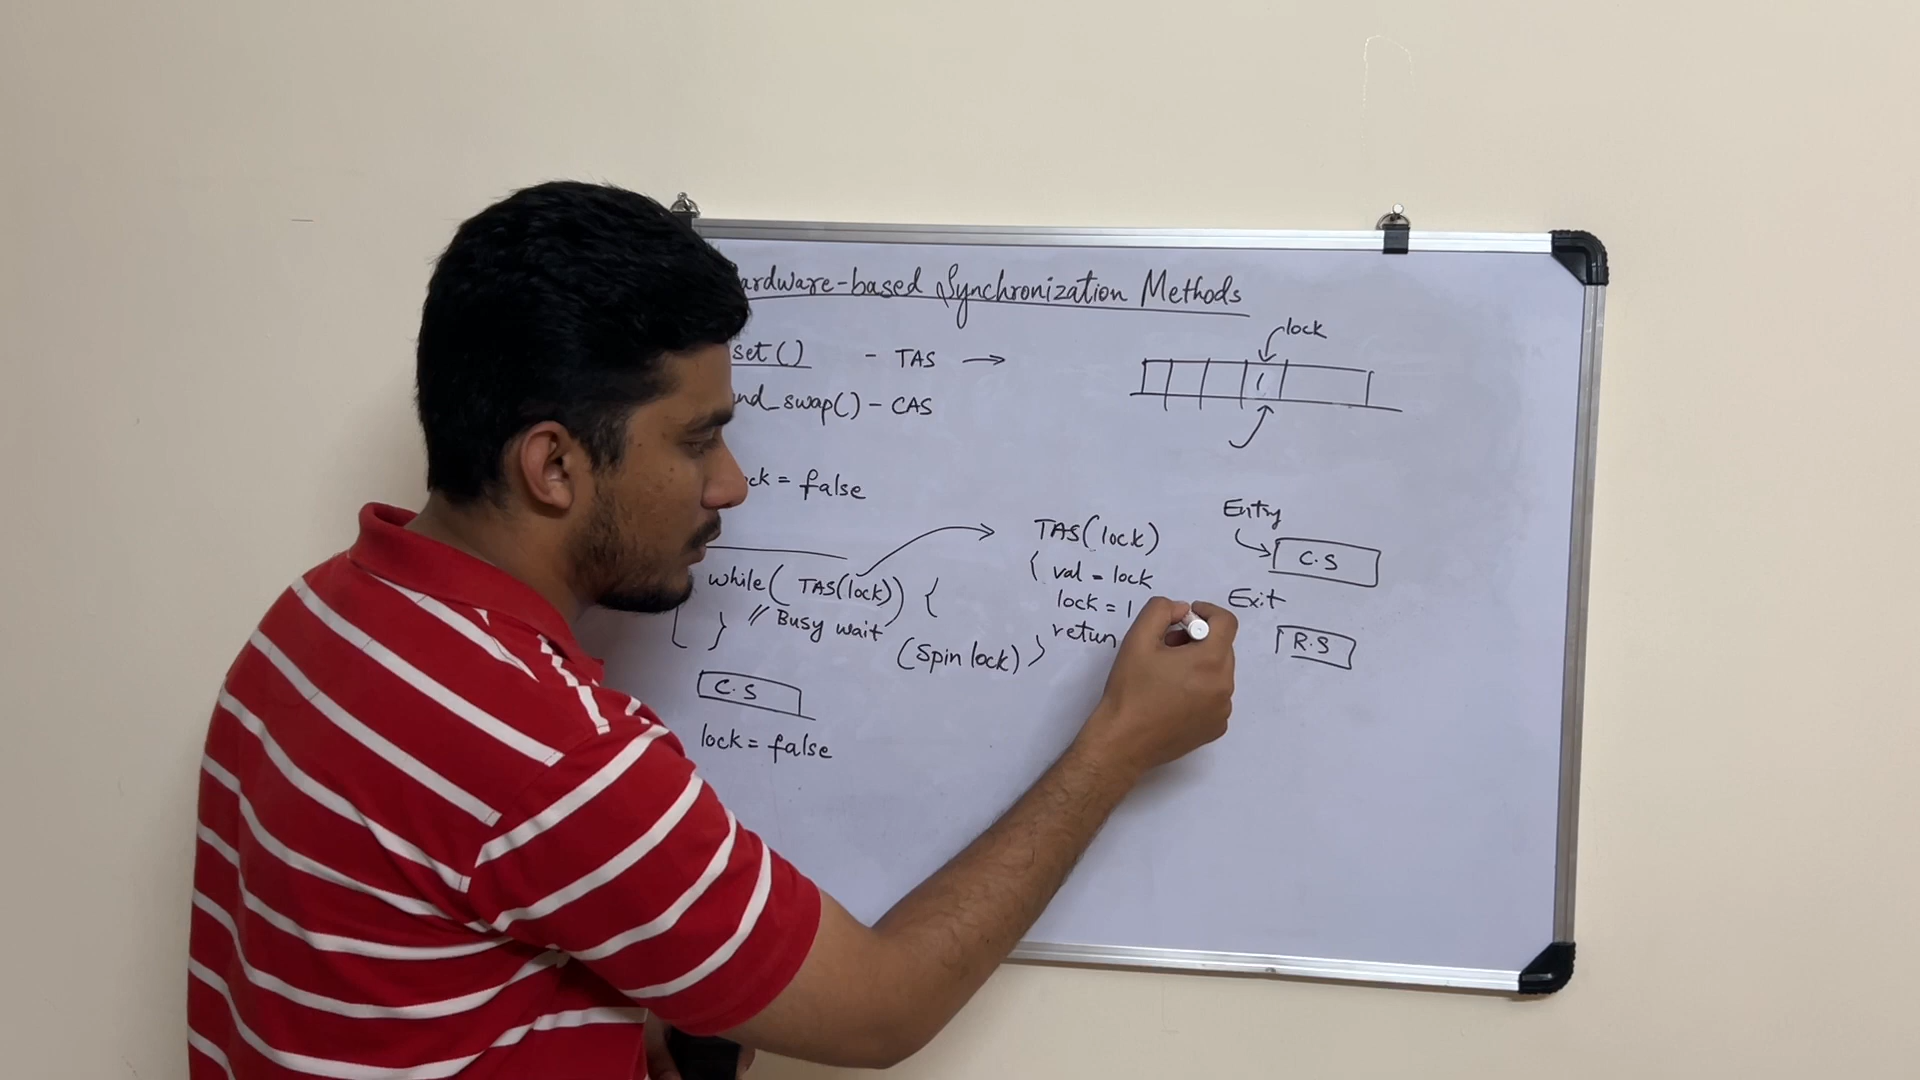 ardware-based Synchronization Methods
set() - TAS →
nd_swap() - CAS
lock
1
ck = false
while( TAS(lock)) {
} // Busy wait
(Spin lock)
C.S
lock = false
TAS(lock)
{ val = lock
lock = 1
retun
}
Entry
C.S
Exit
R.S